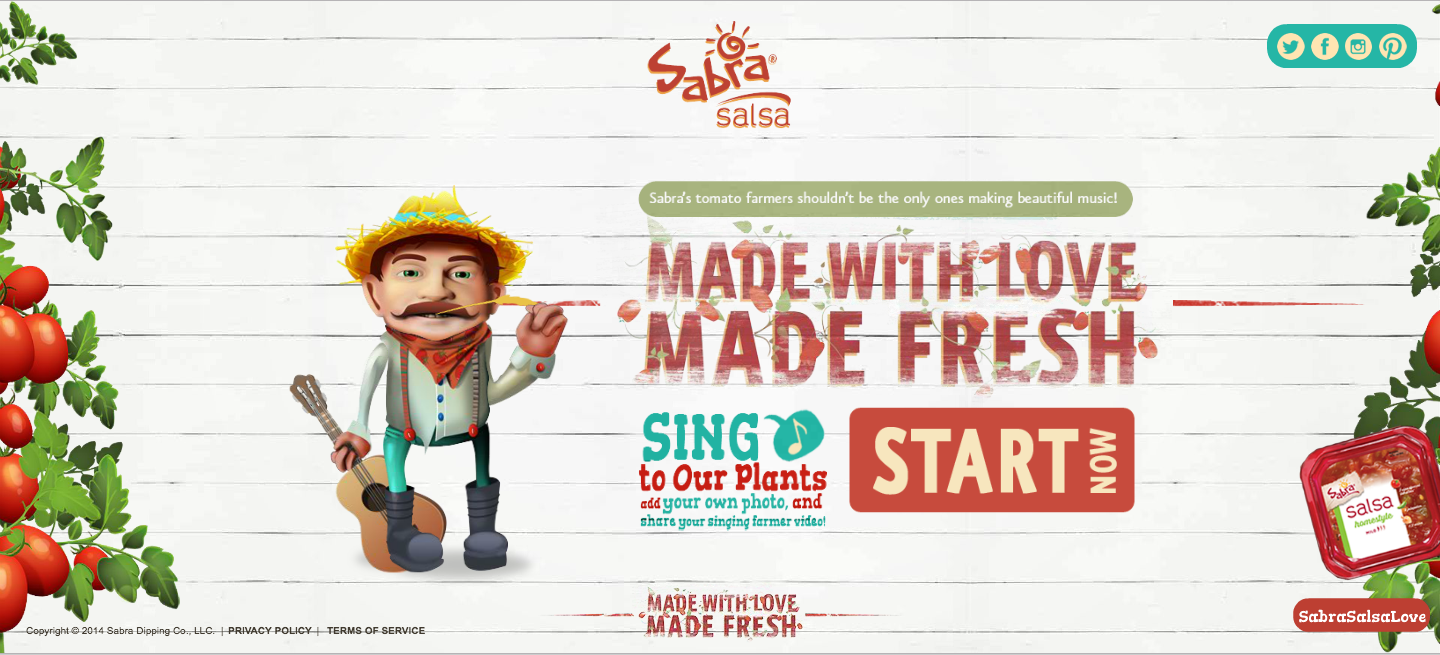 Sabra®
salsa
Sabra's tomato farmers shouldn't be the only ones making beautiful music!
MADE WITH LOVE
MADE FRESH
SING
to Our Plants
add your own photo, and
share your singing farmer video!
START NOW
Sabra
salsa
homestyle
MADE WITH LOVE
MADE FRESH
SabraSalsaLove
Copyright © 2014 Sabra Dipping Co., LLC. | PRIVACY POLICY | TERMS OF SERVICE